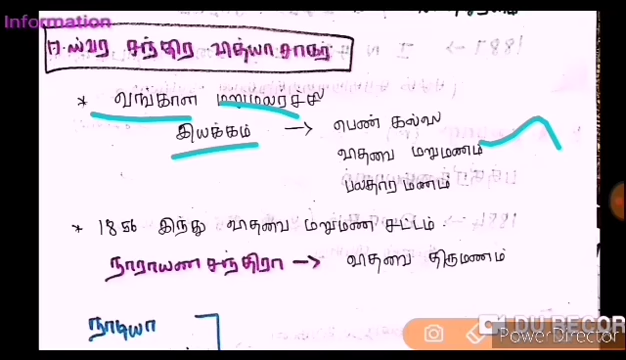 Information
ஈஸ்வர சந்திர வித்யா சாகர்
* வங்காள மறுமலர்ச்சி
இயக்கம் → பெண் கல்வி
விதவை மறுமணம்
பலதார மணம்
* 1856 இந்து விதவை மறுமண சட்டம்.
நாராயண சந்திரா → விதவை திருமணம்
நாடியா
DU RECOR
PowerDirector